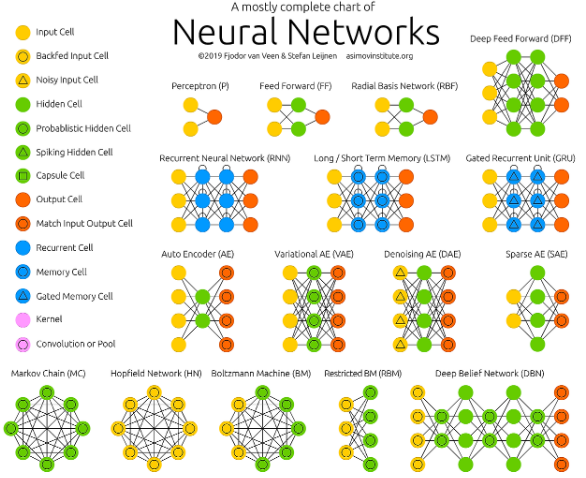 A mostly complete chart of
Neural Networks
©2019 Fjodor van Veen & Stefan Leijnen asimovinstitute.org
Input Cell
Backfed Input Cell
Noisy Input Cell
Hidden Cell
Probablistic Hidden Cell
Spiking Hidden Cell
Capsule Cell
Output Cell
Match Input Output Cell
Recurrent Cell
Memory Cell
Gated Memory Cell
Kernel
Convolution or Pool
Perceptron (P)
Feed Forward (FF)
Radial Basis Network (RBF)
Deep Feed Forward (DFF)
Recurrent Neural Network (RNN)
Long / Short Term Memory (LSTM)
Gated Recurrent Unit (GRU)
Auto Encoder (AE)
Variational AE (VAE)
Denoising AE (DAE)
Sparse AE (SAE)
Markov Chain (MC)
Hopfield Network (HN)
Boltzmann Machine (BM)
Restricted BM (RBM)
Deep Belief Network (DBN)